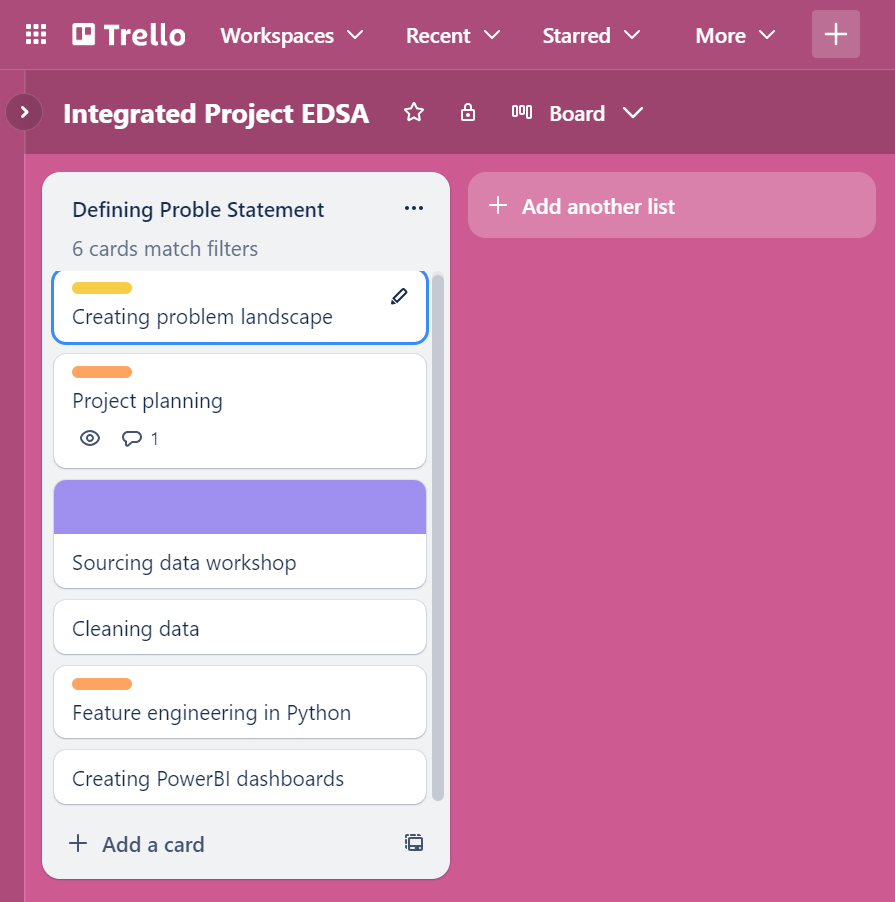 Trello Workspaces Recent Starred More
Integrated Project EDSA Board
Defining Proble Statement
6 cards match filters
Creating problem landscape
Project planning
1
Sourcing data workshop
Cleaning data
Feature engineering in Python
Creating PowerBI dashboards
Add a card
Add another list